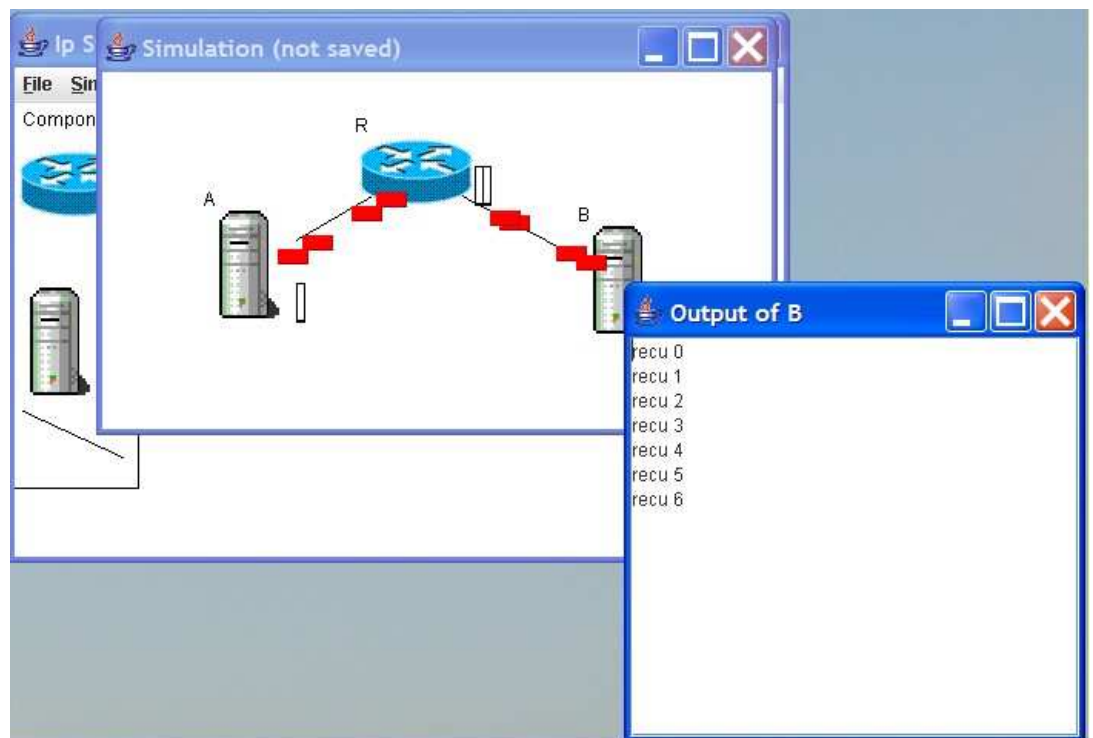 Ip S
Simulation (not saved)
File Sin
Compon
R
A
B
Output of B
recu 0
recu 1
recu 2
recu 3
recu 4
recu 5
recu 6